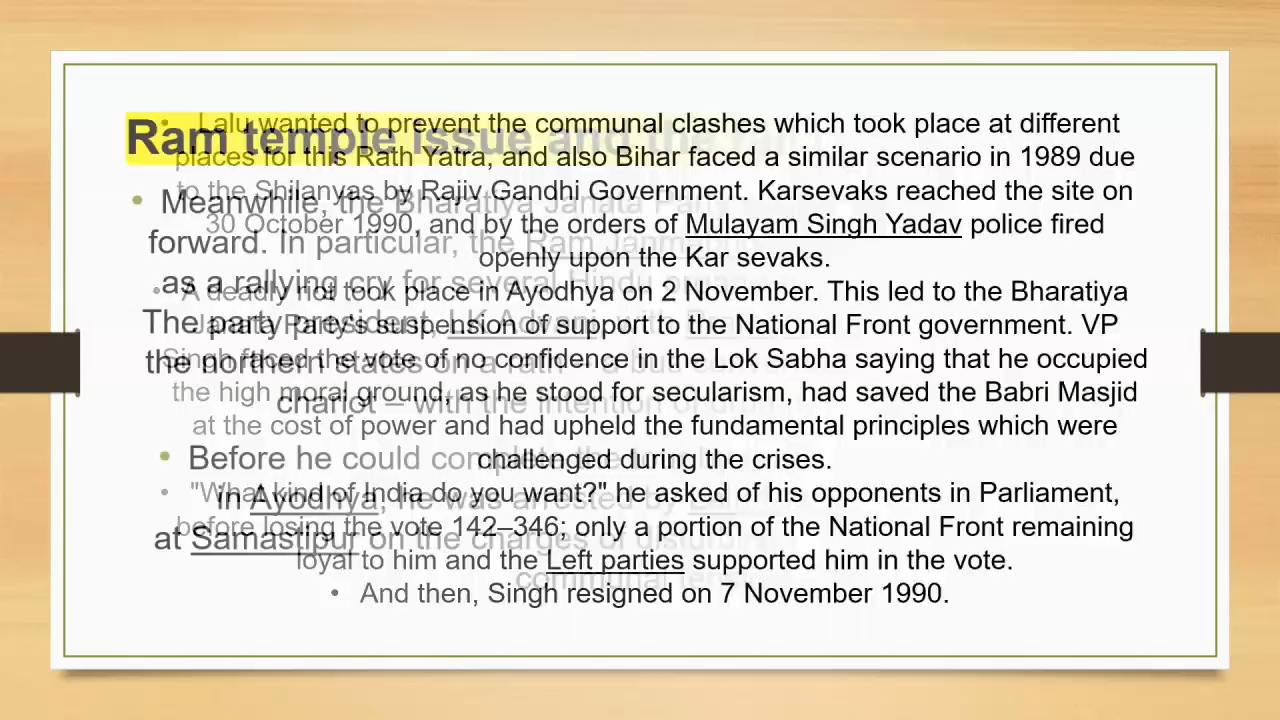 Ram temple issue and the
• Lalu wanted to prevent the communal clashes which took place at different
places for this Rath Yatra, and also Bihar faced a similar scenario in 1989 due
to the Shilanyas by Rajiv Gandhi Government. Karsevaks reached the site on
30 October 1990, and by the orders of Mulayam Singh Yadav police fired
openly upon the Kar sevaks.
• A deadly riot took place in Ayodhya on 2 November. This led to the Bharatiya
Janata Party's suspension of support to the National Front government. VP
Singh faced the vote of no confidence in the Lok Sabha saying that he occupied
the high moral ground, as he stood for secularism, had saved the Babri Masjid
at the cost of power and had upheld the fundamental principles which were
challenged during the crises.
• "What kind of India do you want?" he asked of his opponents in Parliament,
before losing the vote 142–346; only a portion of the National Front remaining
loyal to him and the Left parties supported him in the vote.
• And then, Singh resigned on 7 November 1990.
• Meanwhile, the Bharatiya Janata
forward. In particular, the Ram
as a rallying cry for several Hindu
The party president, LK Advani, with
the northern states on a rath – a bus
chariot – with the intention of
• Before he could complete the
in Ayodhya, he was arrested by
at Samastipur on the charges of
communal